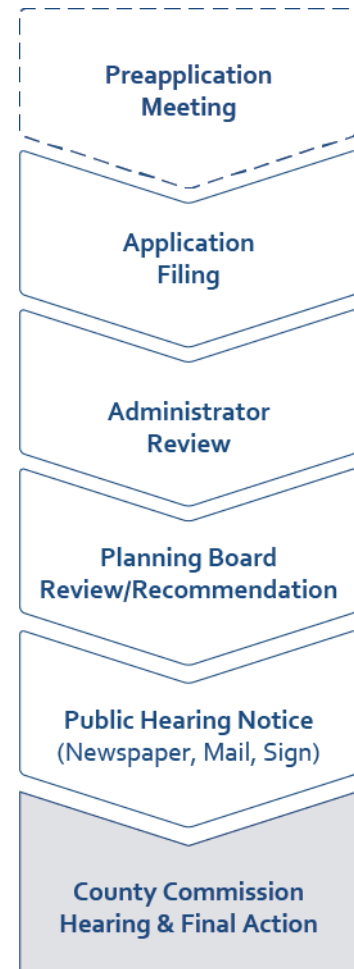 Preapplication
Meeting
Application
Filing
Administrator
Review
Planning Board
Review/Recommendation
Public Hearing Notice
(Newspaper, Mail, Sign)
County Commission
Hearing & Final Action